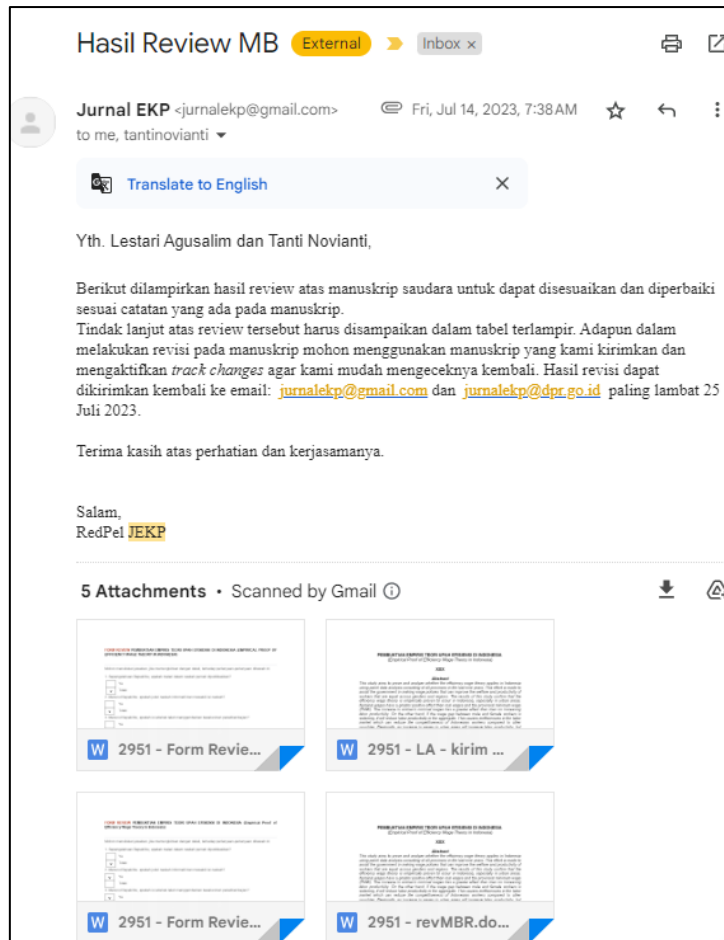 Hasil Review MB External Inbox x
Jurnal EKP <jurnalekp@gmail.com> Fri, Jul 14, 2023, 7:38 AM
to me, tantinovianti
Translate to English
Yth. Lestari Agusalim dan Tanti Novianti,
Berikut dilampirkan hasil review atas manuskrip saudara untuk dapat disesuaikan dan diperbaiki
sesuai catatan yang ada pada manuskrip.
Tindak lanjut atas review tersebut harus disampaikan dalam tabel terlampir. Adapun dalam
melakukan revisi pada manuskrip mohon menggunakan manuskrip yang kami kirimkan dan
mengaktifkan track changes agar kami mudah mengeceknya kembali. Hasil revisi dapat
dikirimkan kembali ke email: jurnalekp@gmail.com dan jurnalekp@dpr.go.id paling lambat 25
Juli 2023.
Terima kasih atas perhatian dan kerjasamanya.
Salam,
RedPel JEKP
5 Attachments • Scanned by Gmail
W 2951 - Form Revie...
W 2951 - LA - kirim ...
W 2951 - Form Revie...
W 2951 - revMBR.do...